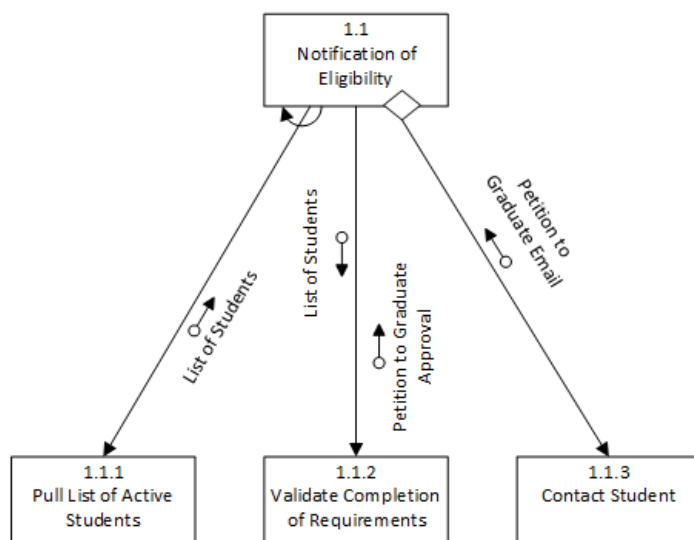 1.1
Notification of
Eligibility
List of Students
List of Students
Petition to Graduate
Approval
Petition to
Graduate Email
1.1.1
Pull List of Active
Students
1.1.2
Validate Completion
of Requirements
1.1.3
Contact Student